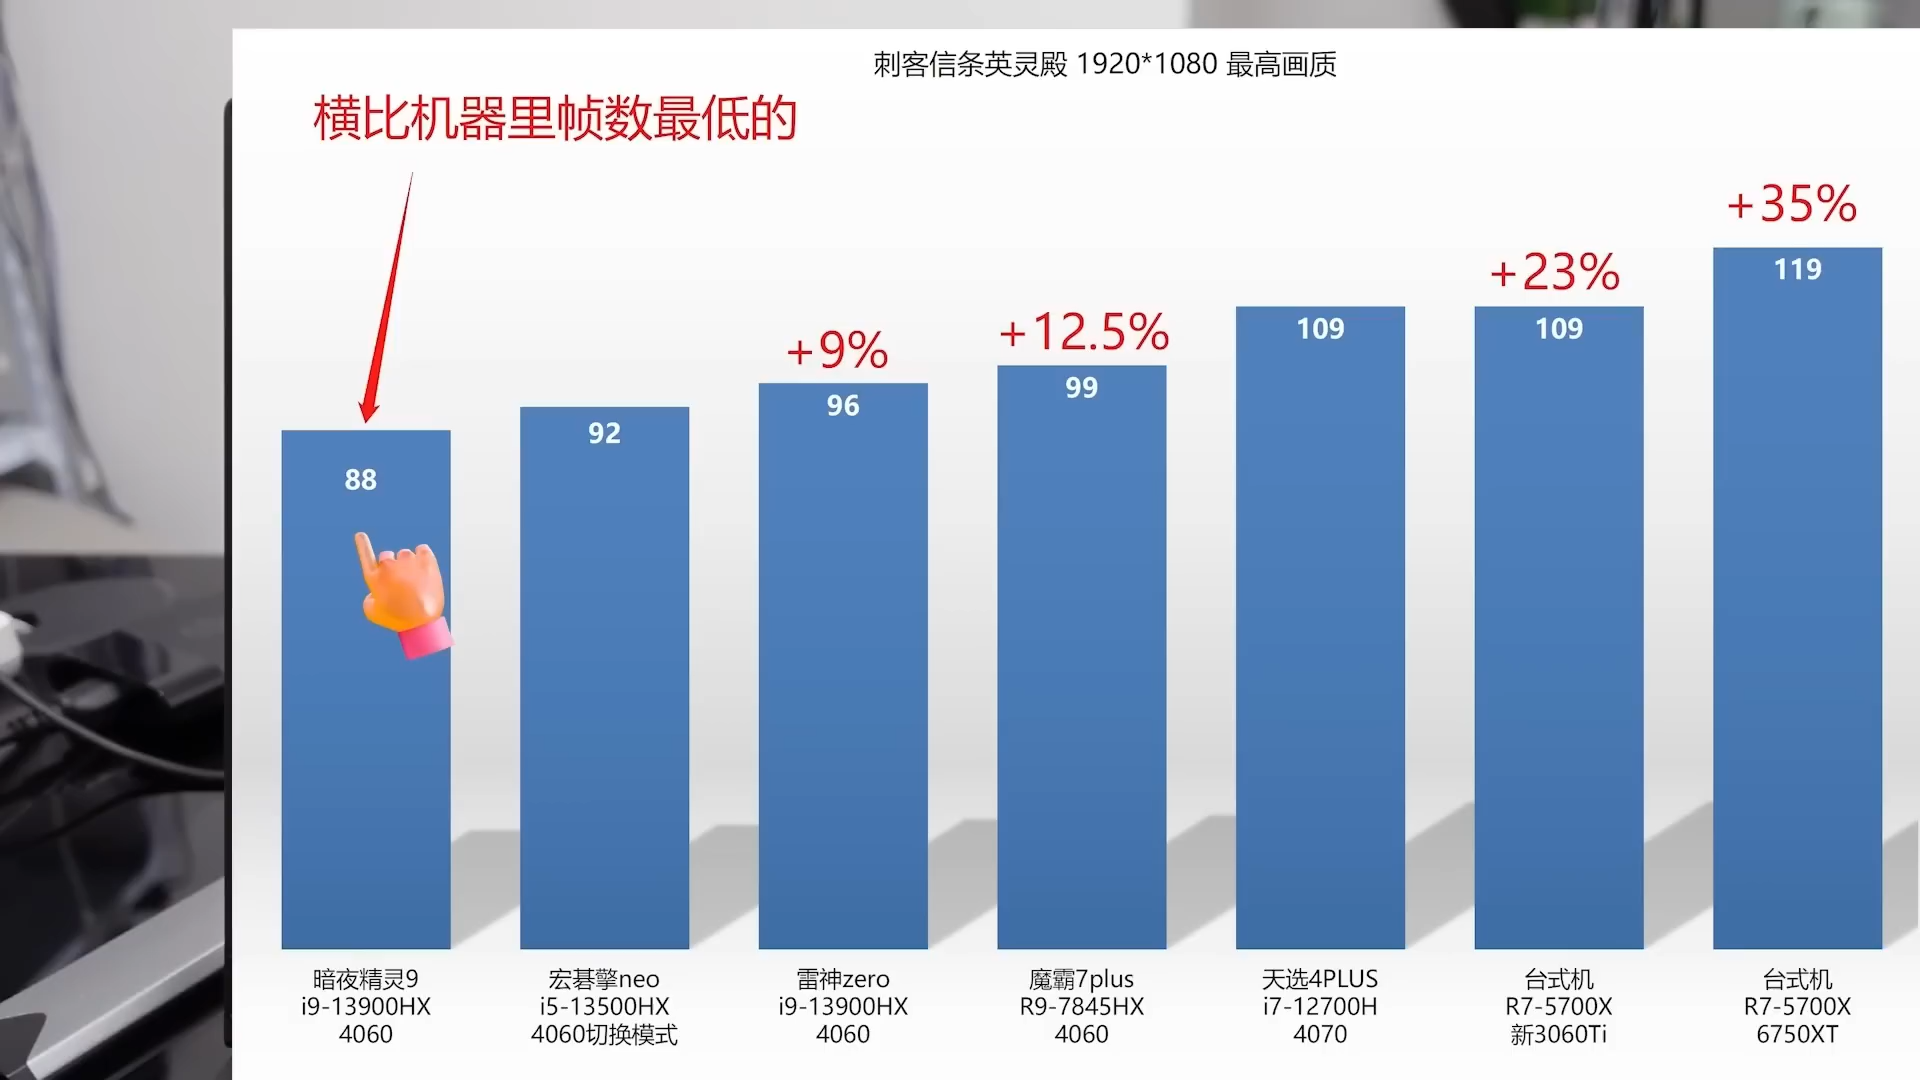 刺客信条英灵殿 1920*1080 最高画质
横比机器里帧数最低的
+35%
+23%
+12.5%
+9%
88
92
96
99
109
109
119
暗夜精灵9
i9-13900HX
4060
宏碁擎neo
i5-13500HX
4060切换模式
雷神zero
i9-13900HX
4060
魔霸7plus
R9-7845HX
4060
天选4PLUS
i7-12700H
4070
台式机
R7-5700X
新3060Ti
台式机
R7-5700X
6750XT